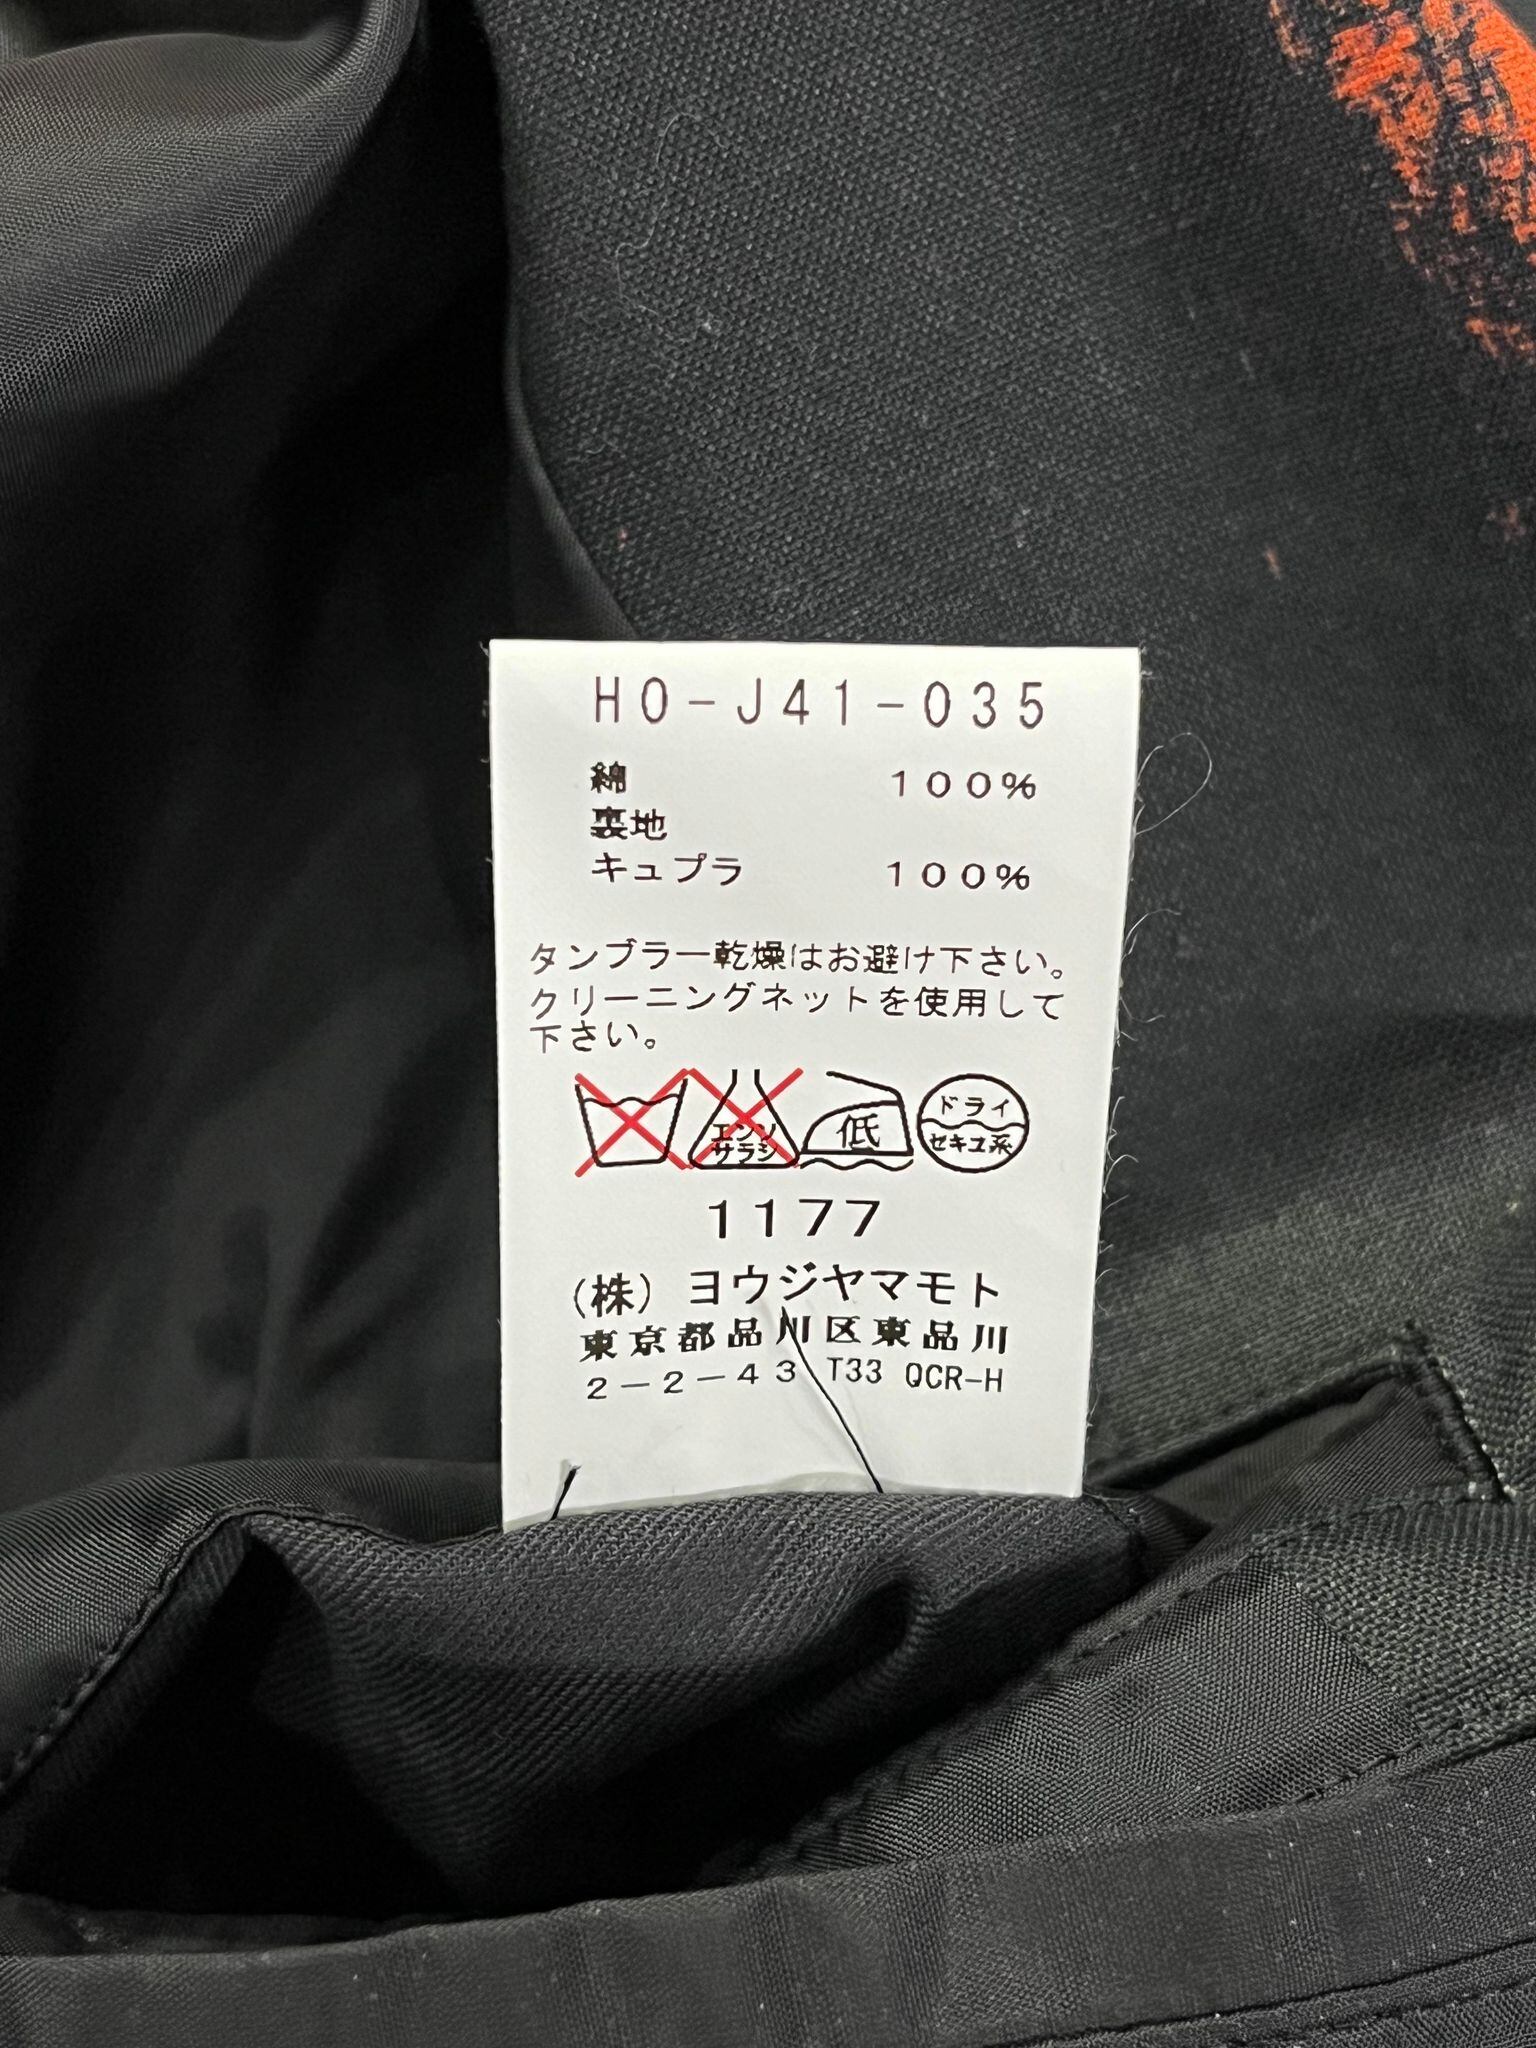 HO-J41-035
綿 100%
裏地
キュプラ 100%
タンブラー乾燥はお避け下さい。
クリーニングネットを使用して
下さい。
エンソ
サラシ
低
ドライ
セキユ系
1177
(株) ヨウジヤマモト
東京都品川区東品川
2-2-43 T33 QCR-H